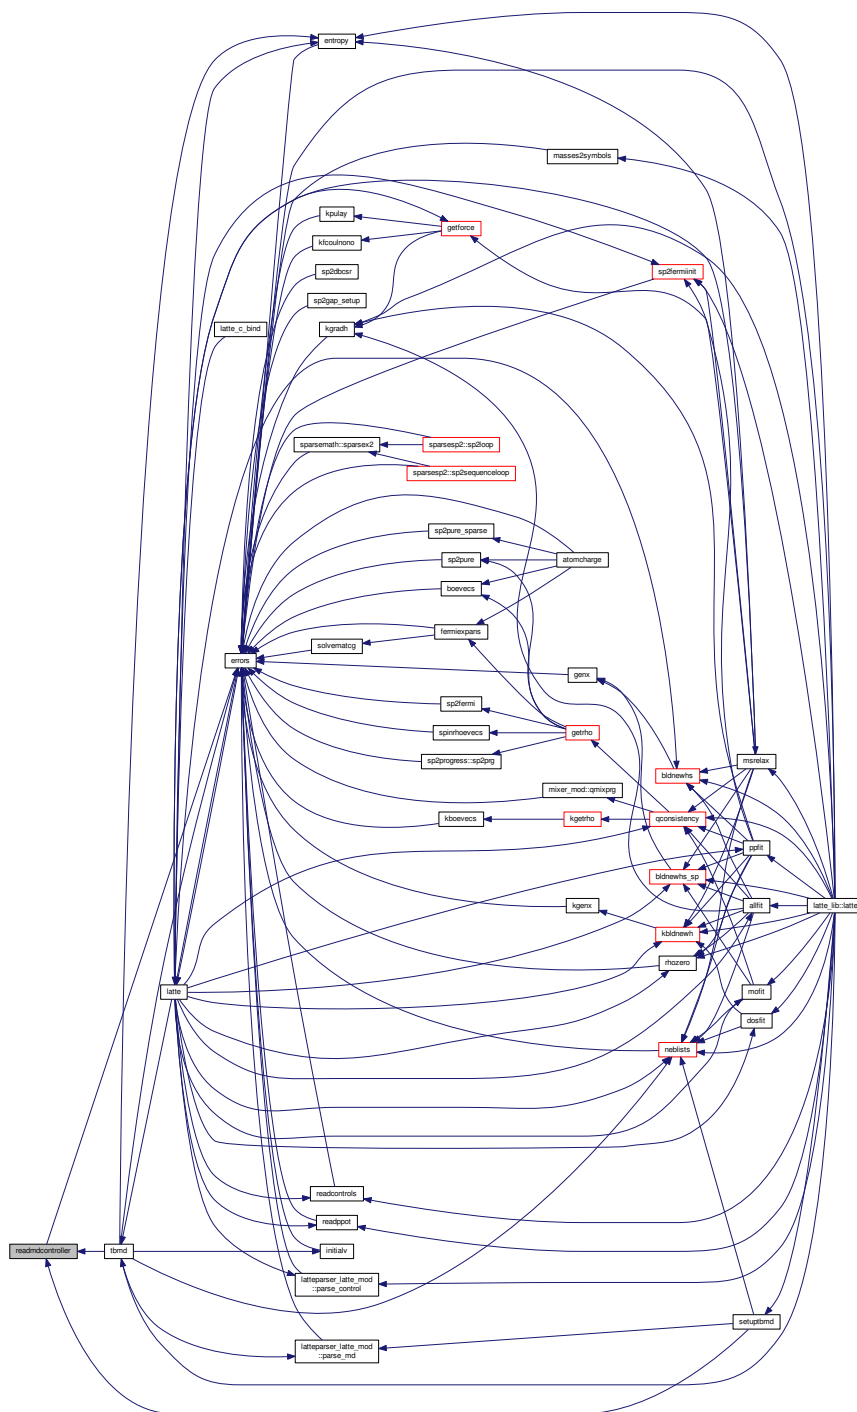 entropy
masses2symbols
kpulay
getforce
kfcoulnono
sp2dbcsr
sp2fermiinit
sp2gap_setup
latte_c_bind
kgradh
sparsemath::sparsex2
sparsesp2::sp2loop
sparsesp2::sp2sequenceloop
sp2pure_sparse
sp2pure
atomcharge
boevecs
fermiexpans
solvematcg
errors
genx
sp2fermi
spinrhoevecs
getrho
sp2progress::sp2prg
msrelax
bldnewhs
mixer_mod::qmixprg
kboevecs
kgetrho
qconsistency
ppfit
bldnewhs_sp
kgenx
allfit
latte_lib::latte
kbldnewh
rhozero
latte
mofit
dosfit
neblists
readcontrols
readppot
readmdcontroller
tbmd
initialv
latteparser_latte_mod
::parse_control
setuptbmd
latteparser_latte_mod
::parse_md